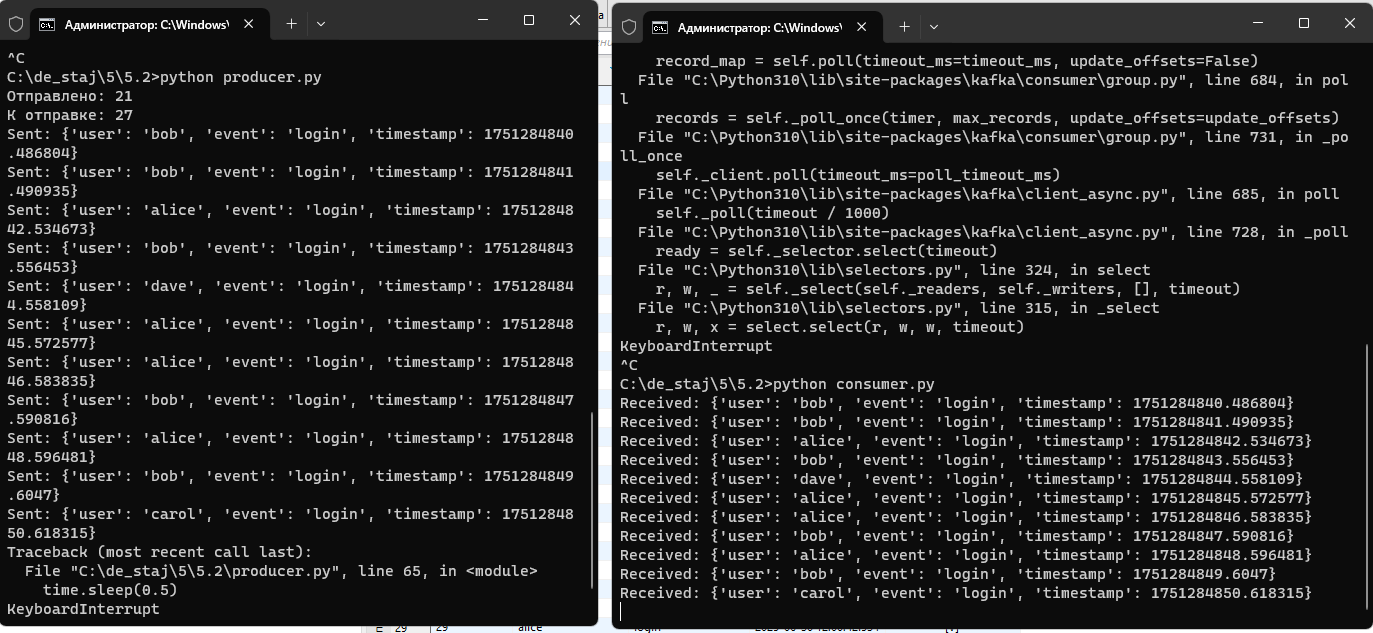 Администратор: C:\Windows\
^C
C:\de_staj\5\5.2>python producer.py
Отправлено: 21
К отправке: 27
Sent: {'user': 'bob', 'event': 'login', 'timestamp': 1751284840
.486804}
Sent: {'user': 'bob', 'event': 'login', 'timestamp': 1751284841
.490935}
Sent: {'user': 'alice', 'event': 'login', 'timestamp': 17512848
42.534673}
Sent: {'user': 'bob', 'event': 'login', 'timestamp': 1751284843
.556453}
Sent: {'user': 'dave', 'event': 'login', 'timestamp': 175128484
4.558109}
Sent: {'user': 'alice', 'event': 'login', 'timestamp': 17512848
45.572577}
Sent: {'user': 'alice', 'event': 'login', 'timestamp': 17512848
46.583835}
Sent: {'user': 'bob', 'event': 'login', 'timestamp': 1751284847
.590816}
Sent: {'user': 'alice', 'event': 'login', 'timestamp': 17512848
48.596481}
Sent: {'user': 'bob', 'event': 'login', 'timestamp': 1751284849
.6047}
Sent: {'user': 'carol', 'event': 'login', 'timestamp': 17512848
50.618315}
Traceback (most recent call last):
  File "C:\de_staj\5\5.2\producer.py", line 65, in <module>
    time.sleep(0.5)
KeyboardInterrupt
Администратор: C:\Windows\
    record_map = self.poll(timeout_ms=timeout_ms, update_offsets=False)
  File "C:\Python310\lib\site-packages\kafka\consumer\group.py", line 684, in pol
l
    records = self._poll_once(timer, max_records, update_offsets=update_offsets)
  File "C:\Python310\lib\site-packages\kafka\consumer\group.py", line 731, in _po
ll_once
    self._client.poll(timeout_ms=poll_timeout_ms)
  File "C:\Python310\lib\site-packages\kafka\client_async.py", line 685, in poll
    self._poll(timeout / 1000)
  File "C:\Python310\lib\site-packages\kafka\client_async.py", line 728, in _poll
    ready = self._selector.select(timeout)
  File "C:\Python310\lib\selectors.py", line 324, in select
    r, w, _ = self._select(self._readers, self._writers, [], timeout)
  File "C:\Python310\lib\selectors.py", line 315, in _select
    r, w, x = select.select(r, w, w, timeout)
KeyboardInterrupt
^C
C:\de_staj\5\5.2>python consumer.py
Received: {'user': 'bob', 'event': 'login', 'timestamp': 1751284840.486804}
Received: {'user': 'bob', 'event': 'login', 'timestamp': 1751284841.490935}
Received: {'user': 'alice', 'event': 'login', 'timestamp': 1751284842.534673}
Received: {'user': 'bob', 'event': 'login', 'timestamp': 1751284843.556453}
Received: {'user': 'dave', 'event': 'login', 'timestamp': 1751284844.558109}
Received: {'user': 'alice', 'event': 'login', 'timestamp': 1751284845.572577}
Received: {'user': 'alice', 'event': 'login', 'timestamp': 1751284846.583835}
Received: {'user': 'bob', 'event': 'login', 'timestamp': 1751284847.590816}
Received: {'user': 'alice', 'event': 'login', 'timestamp': 1751284848.596481}
Received: {'user': 'bob', 'event': 'login', 'timestamp': 1751284849.6047}
Received: {'user': 'carol', 'event': 'login', 'timestamp': 1751284850.618315}